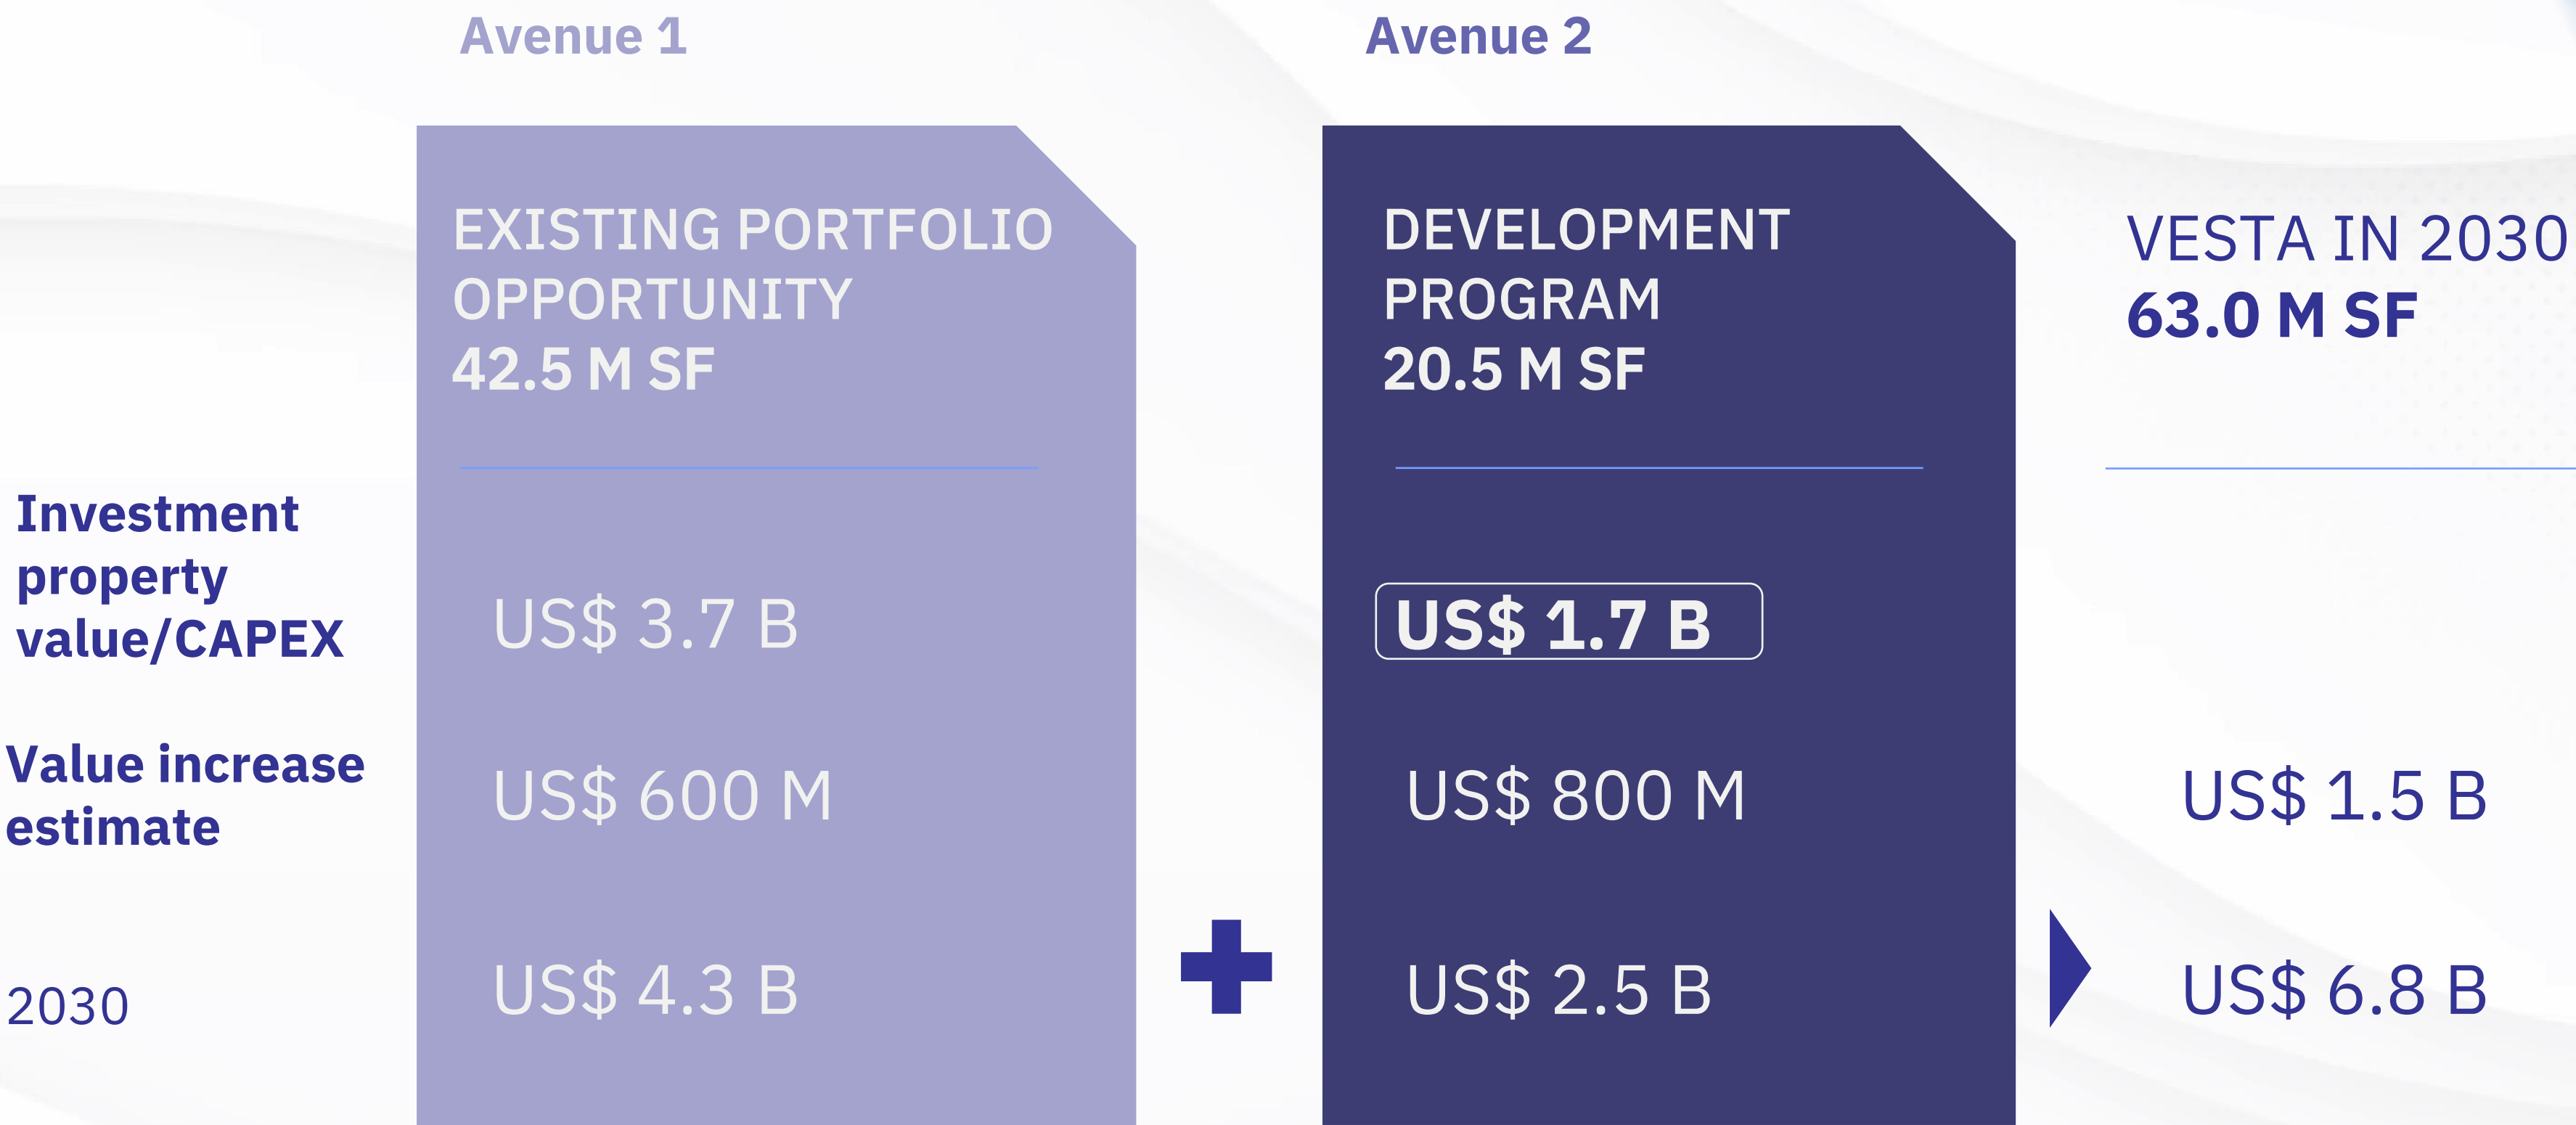 Avenue 1
Avenue 2
EXISTING PORTFOLIO
OPPORTUNITY
42.5 M SF
DEVELOPMENT
PROGRAM
20.5 M SF
VESTA IN 2030
63.0 M SF
Investment
property
value/CAPEX
US$ 3.7 B
US$ 1.7 B
Value increase
estimate
US$ 600 M
US$ 800 M
US$ 1.5 B
2030
US$ 4.3 B
US$ 2.5 B
US$ 6.8 B